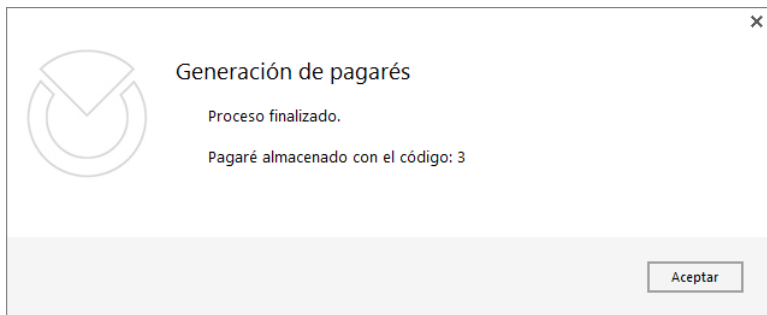 Generación de pagarés
Proceso finalizado.
Pagaré almacenado con el código: 3
Aceptar